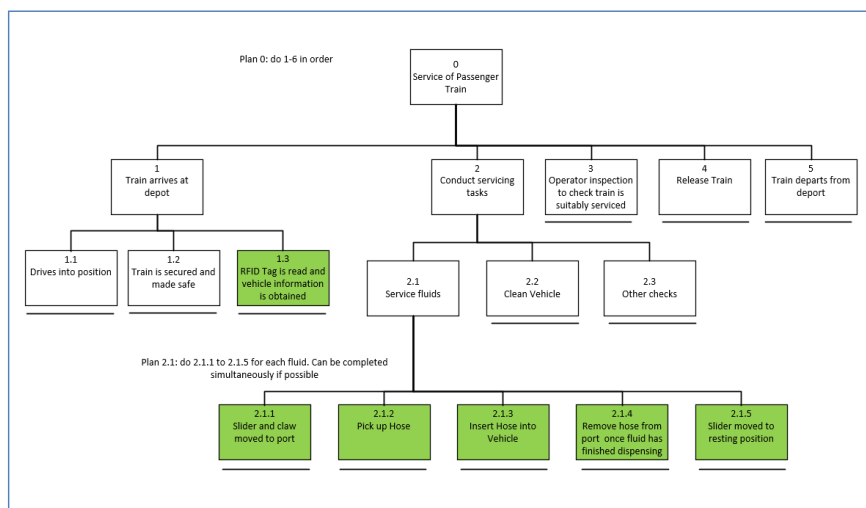 Plan 0: do 1-6 in order
0
Service of Passenger
Train
1
Train arrives at
depot
2
Conduct servicing
tasks
3
Operator inspection
to check train is
suitably serviced
4
Release Train
5
Train departs from
deport
1.1
Drives into position
1.2
Train is secured and
made safe
1.3
RFID Tag is read and
vehicle information
is obtained
2.1
Service fluids
2.2
Clean Vehicle
2.3
Other checks
Plan 2.1: do 2.1.1 to 2.1.5 for each fluid. Can be completed
simultaneously if possible
2.1.1
Slider and claw
moved to port
2.1.2
Pick up Hose
2.1.3
Insert Hose into
Vehicle
2.1.4
Remove hose from
port once fluid has
finished dispensing
2.1.5
Slider moved to
resting position